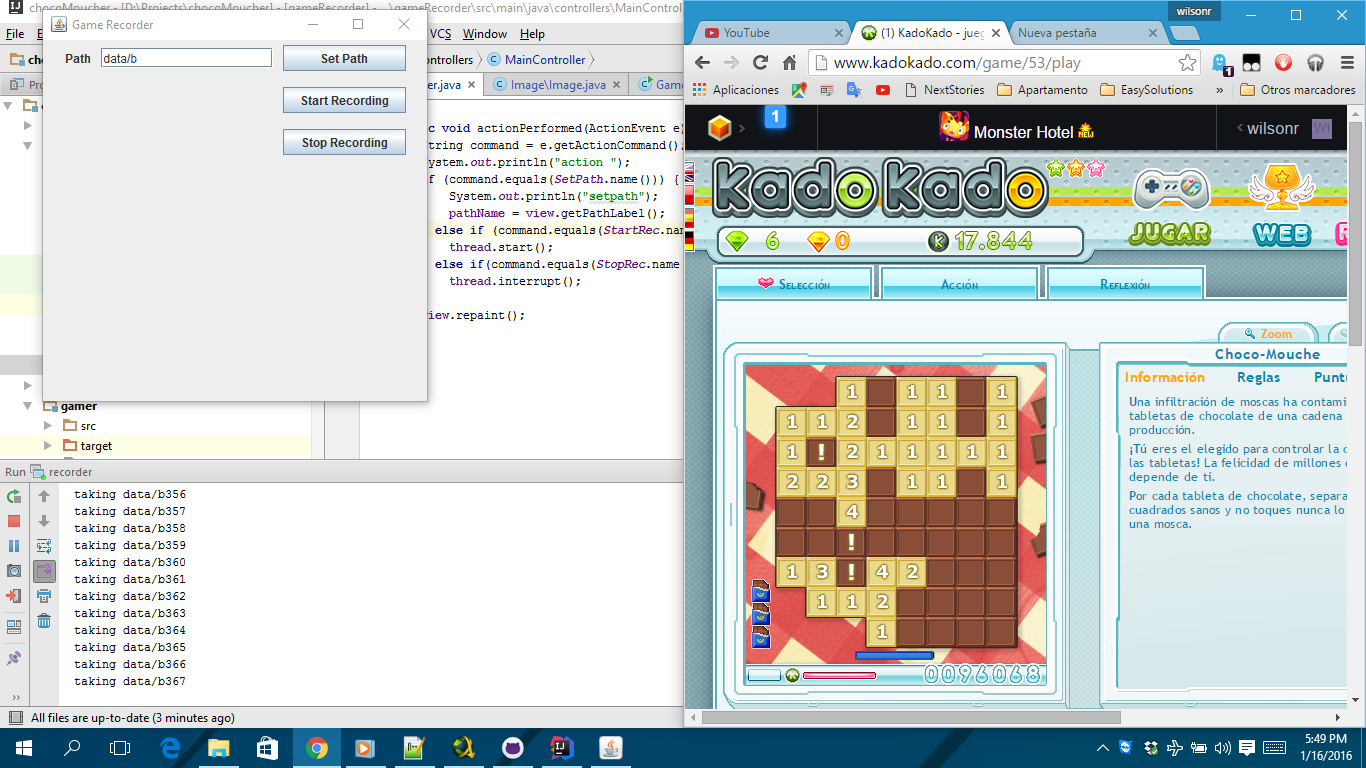 chocoMoucher - [D:\Projects\chocoMoucher] - [gameRecorder] - ...\gameRecorder\src\main\java\controllers\MainControl
Game Recorder
File
VCS Window Help
Path data/b Set Path
Start Recording
Stop Recording
MainController
Image\Image.java
void actionPerformed(ActionEvent e)
command = e.getActionCommand();
System.out.println("action ");
(command.equals(SetPath.name())) {
System.out.println("setpath");
pathName = view.getPathLabel();
else if (command.equals(StartRec.na
thread.start();
else if(command.equals(StopRec.name
thread.interrupt();
view.repaint();
gamer
src
target
Run recorder
taking data/b356
taking data/b357
taking data/b358
taking data/b359
taking data/b360
taking data/b361
taking data/b362
taking data/b363
taking data/b364
taking data/b365
taking data/b366
taking data/b367
All files are up-to-date (3 minutes ago)
wilsonr
YouTube
(1) KadoKado - jue
Nueva pestaña
www.kadokado.com/game/53/play
1
Aplicaciones
NextStories
Apartamento
EasySolutions
»
Otros marcadores
1
Monster Hotel NEW
wilsonr WI
KadoKado
6 0 K 17.844
JUGAR WEB
Selección Acción Reflexión
Zoom
Choco-Mouche
Información Reglas Puntu
Una infiltración de moscas ha contami
tabletas de chocolate de una cadena
producción.
¡Tú eres el elegido para controlar la c
las tabletas! La felicidad de millones
depende de ti.
Por cada tableta de chocolate, separa
cuadrados sanos y no toques nunca lo
una mosca.
1 1 1 1
1 1 2 1 1 1
1 ! 2 1 1 1 1 1
2 2 3 1 1 1
4
!
1 3 ! 4 2
1 1 2
1
0096068
5:49 PM
1/16/2016